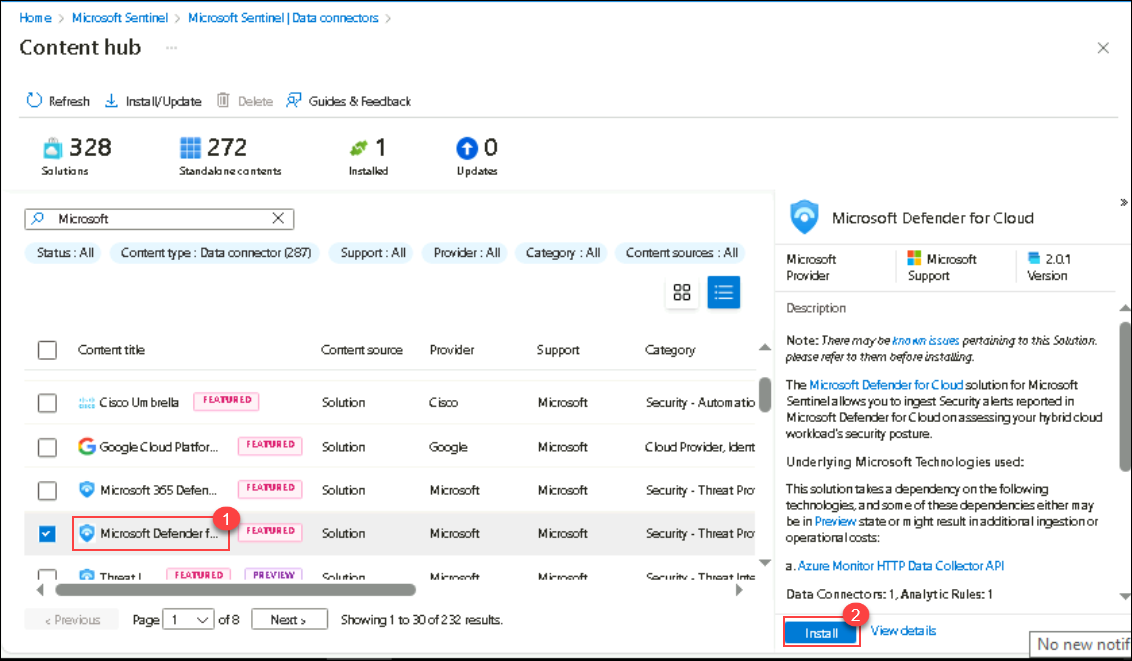 Home > Microsoft Sentinel > Microsoft Sentinel | Data connectors >
Content hub ...
Refresh Install/Update Delete Guides & Feedback
328 272 1 0
Solutions Standalone contents Installed Updates
Microsoft
Status : All Content type : Data connector (287) Support : All Provider : All Category : All Content sources : All
Content title Content source Provider Support Category
Cisco Umbrella FEATURED Solution Cisco Microsoft Security - Automatio
Google Cloud Platfor... FEATURED Solution Google Microsoft Cloud Provider, Ident
Microsoft 365 Defen... FEATURED Solution Microsoft Microsoft Security - Threat Pro
1
Microsoft Defender f... FEATURED Solution Microsoft Microsoft Security - Threat Pro
Threat I FEATURED PREVIEW Solution Microsoft Microsoft Security - Threat Inte
< Previous Page 1 of 8 Next > Showing 1 to 30 of 232 results.
»
Microsoft Defender for Cloud
Microsoft Microsoft 2.0.1
Provider Support Version
Description
Note: There may be known issues pertaining to this Solution.
please refer to them before installing.
The Microsoft Defender for Cloud solution for Microsoft
Sentinel allows you to ingest Security alerts reported in
Microsoft Defender for Cloud on assessing your hybrid cloud
workload's security posture.
Underlying Microsoft Technologies used:
This solution takes a dependency on the following
technologies, and some of these dependencies either may
be in Preview state or might result in additional ingestion or
operational costs:
a. Azure Monitor HTTP Data Collector API
Data Connectors: 1, Analytic Rules: 1
2
Install View details
No new notif